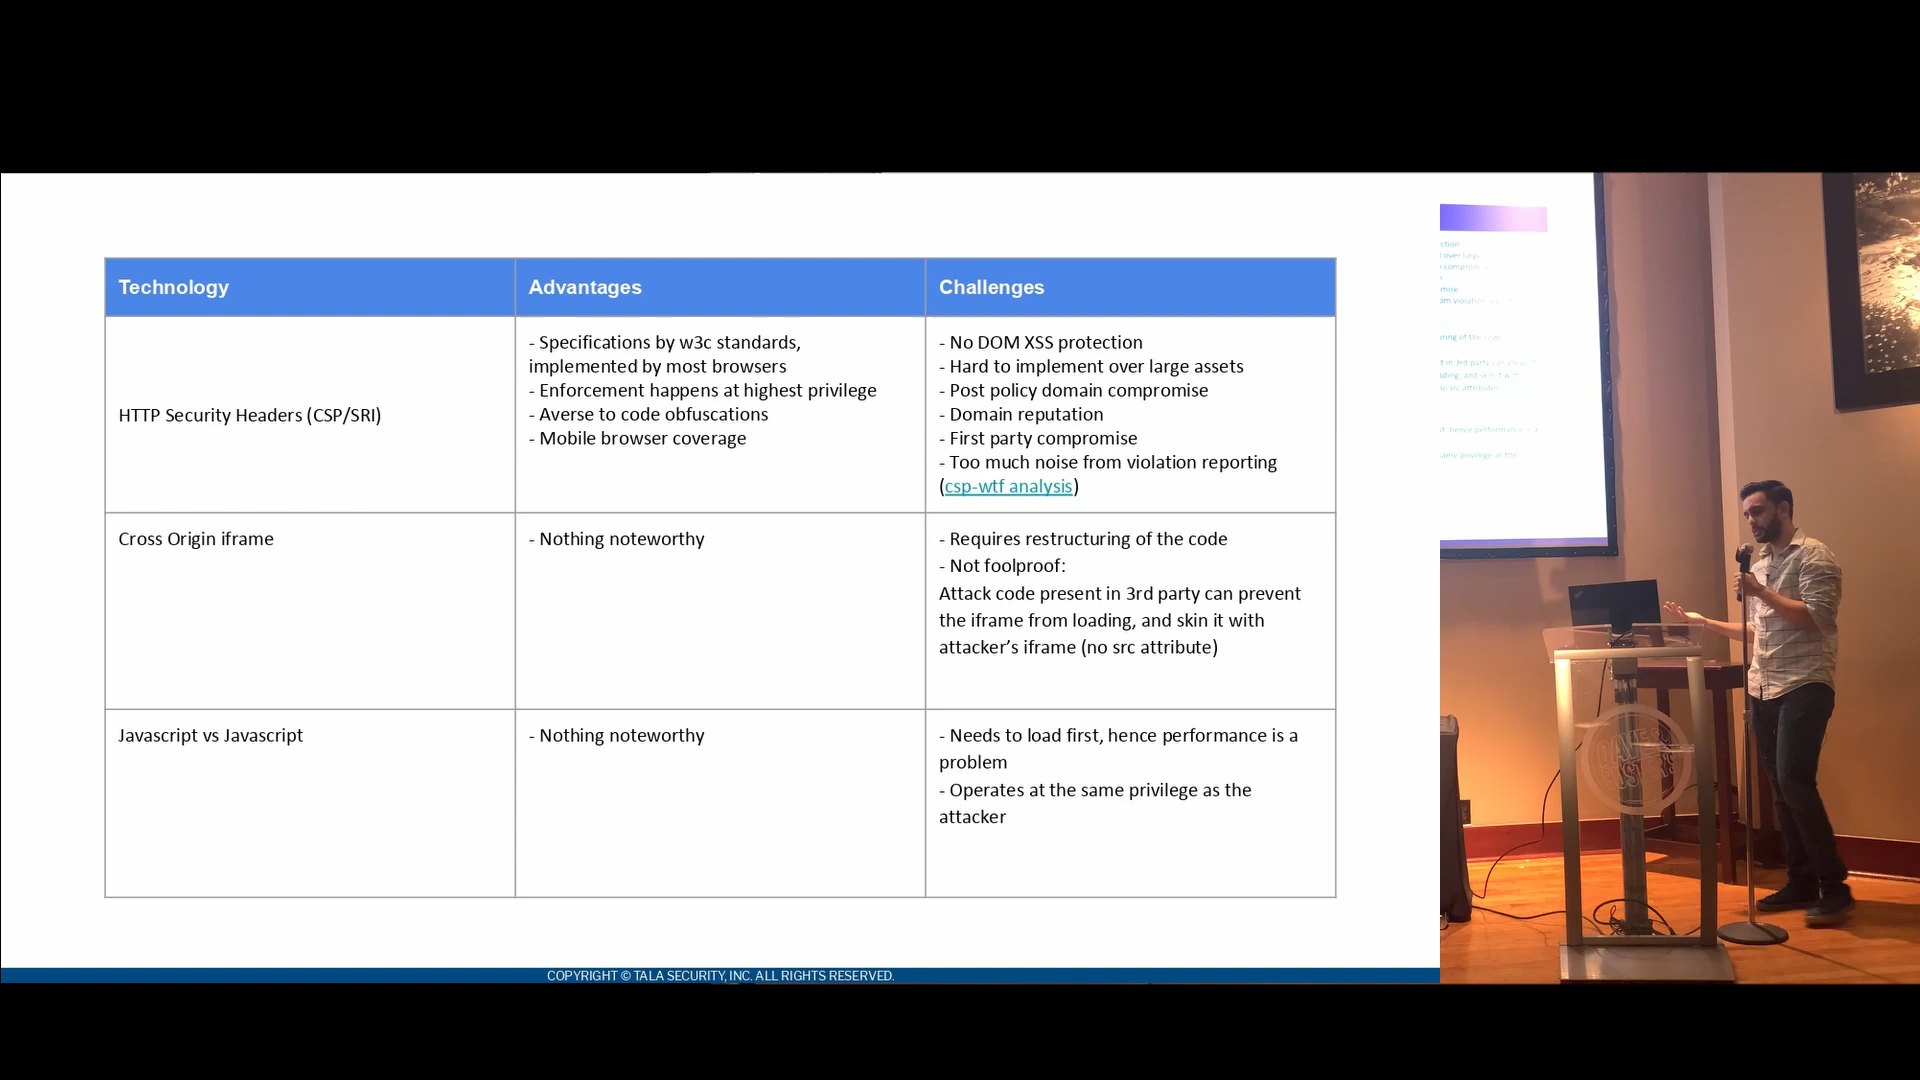 Technology
Advantages
Challenges
HTTP Security Headers (CSP/SRI)
- Specifications by w3c standards,
implemented by most browsers
- Enforcement happens at highest privilege
- Averse to code obfuscations
- Mobile browser coverage
- No DOM XSS protection
- Hard to implement over large assets
- Post policy domain compromise
- Domain reputation
- First party compromise
- Too much noise from violation reporting
(csp-wtf analysis)
Cross Origin iframe
- Nothing noteworthy
- Requires restructuring of the code
- Not foolproof:
Attack code present in 3rd party can prevent
the iframe from loading, and skin it with
attacker’s iframe (no src attribute)
Javascript vs Javascript
- Nothing noteworthy
- Needs to load first, hence performance is a
problem
- Operates at the same privilege as the
attacker
COPYRIGHT © TALA SECURITY, INC. ALL RIGHTS RESERVED.